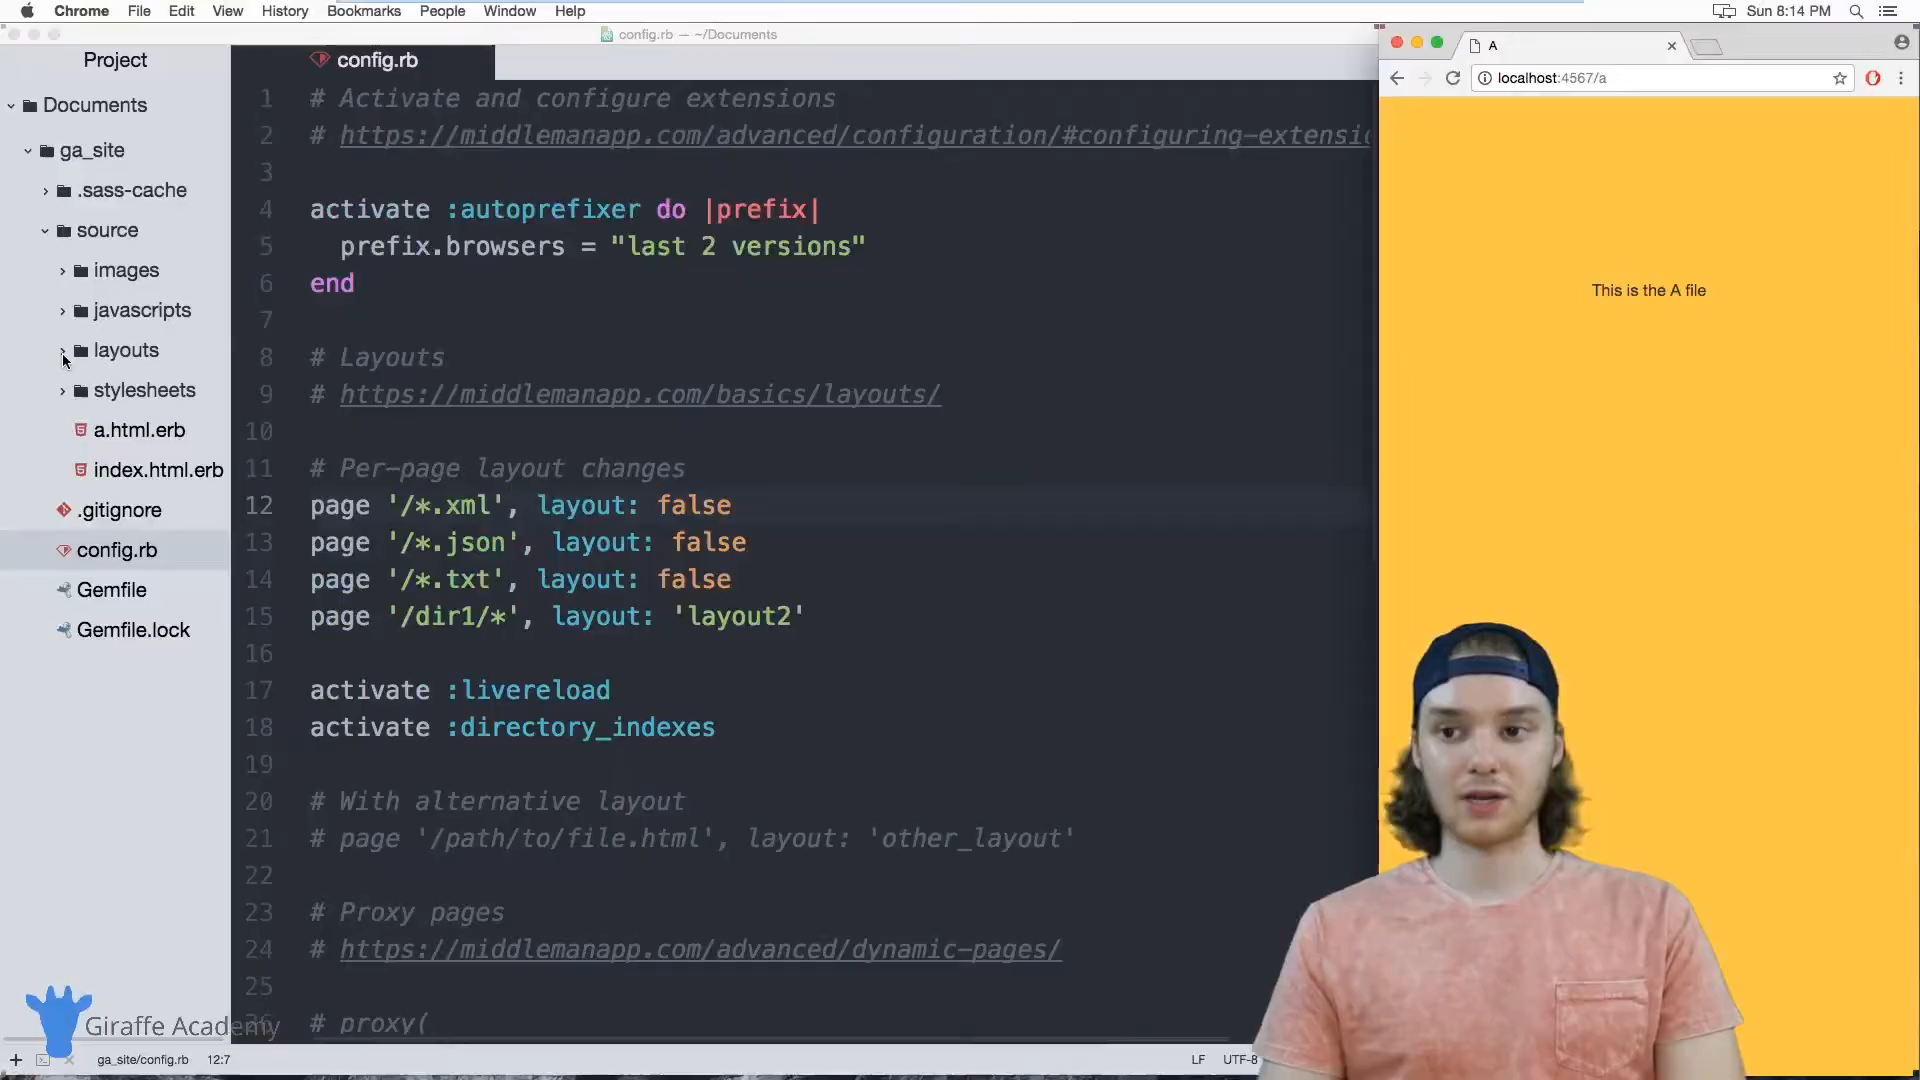 Chrome File Edit View History Bookmarks People Window Help Sun 8:14 PM
config.rb — ~/Documents
Project
Documents
ga_site
.sass-cache
source
images
javascripts
layouts
stylesheets
a.html.erb
index.html.erb
.gitignore
config.rb
Gemfile
Gemfile.lock
config.rb
1 # Activate and configure extensions
2 # https://middlemanapp.com/advanced/configuration/#configuring-extensio
3
4 activate :autoprefixer do |prefix|
5 prefix.browsers = "last 2 versions"
6 end
7
8 # Layouts
9 # https://middlemanapp.com/basics/layouts/
10
11 # Per-page layout changes
12 page '/*.xml', layout: false
13 page '/*.json', layout: false
14 page '/*.txt', layout: false
15 page '/dir1/*', layout: 'layout2'
16
17 activate :livereload
18 activate :directory_indexes
19
20 # With alternative layout
21 # page '/path/to/file.html', layout: 'other_layout'
22
23 # Proxy pages
24 # https://middlemanapp.com/advanced/dynamic-pages/
25
# proxy(
A
localhost:4567/a
This is the A file
Giraffe Academy
ga_site/config.rb 12:7 LF UTF-8